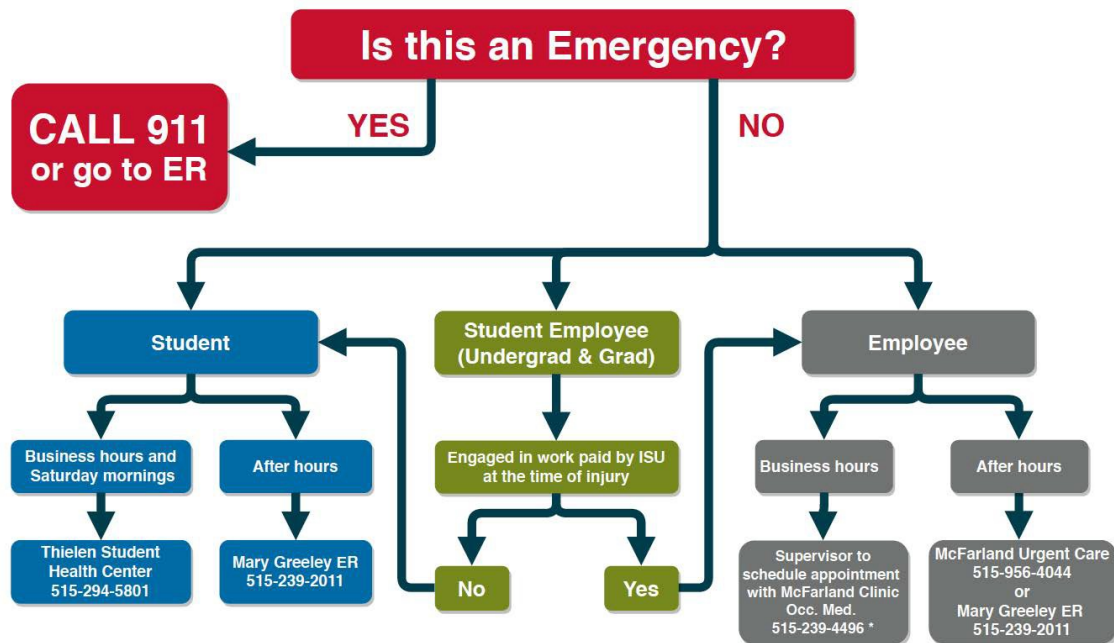 Is this an Emergency?
YES
NO
CALL 911
or go to ER
Student
Student Employee
(Undergrad & Grad)
Employee
Business hours and
Saturday mornings
After hours
Engaged in work paid by ISU
at the time of injury
Business hours
After hours
Thielen Student
Health Center
515-294-5801
Mary Greeley ER
515-239-2011
No
Yes
Supervisor to
schedule appointment
with McFarland Clinic
Occ. Med.
515-239-4496 *
McFarland Urgent Care
515-956-4044
or
Mary Greeley ER
515-239-2011